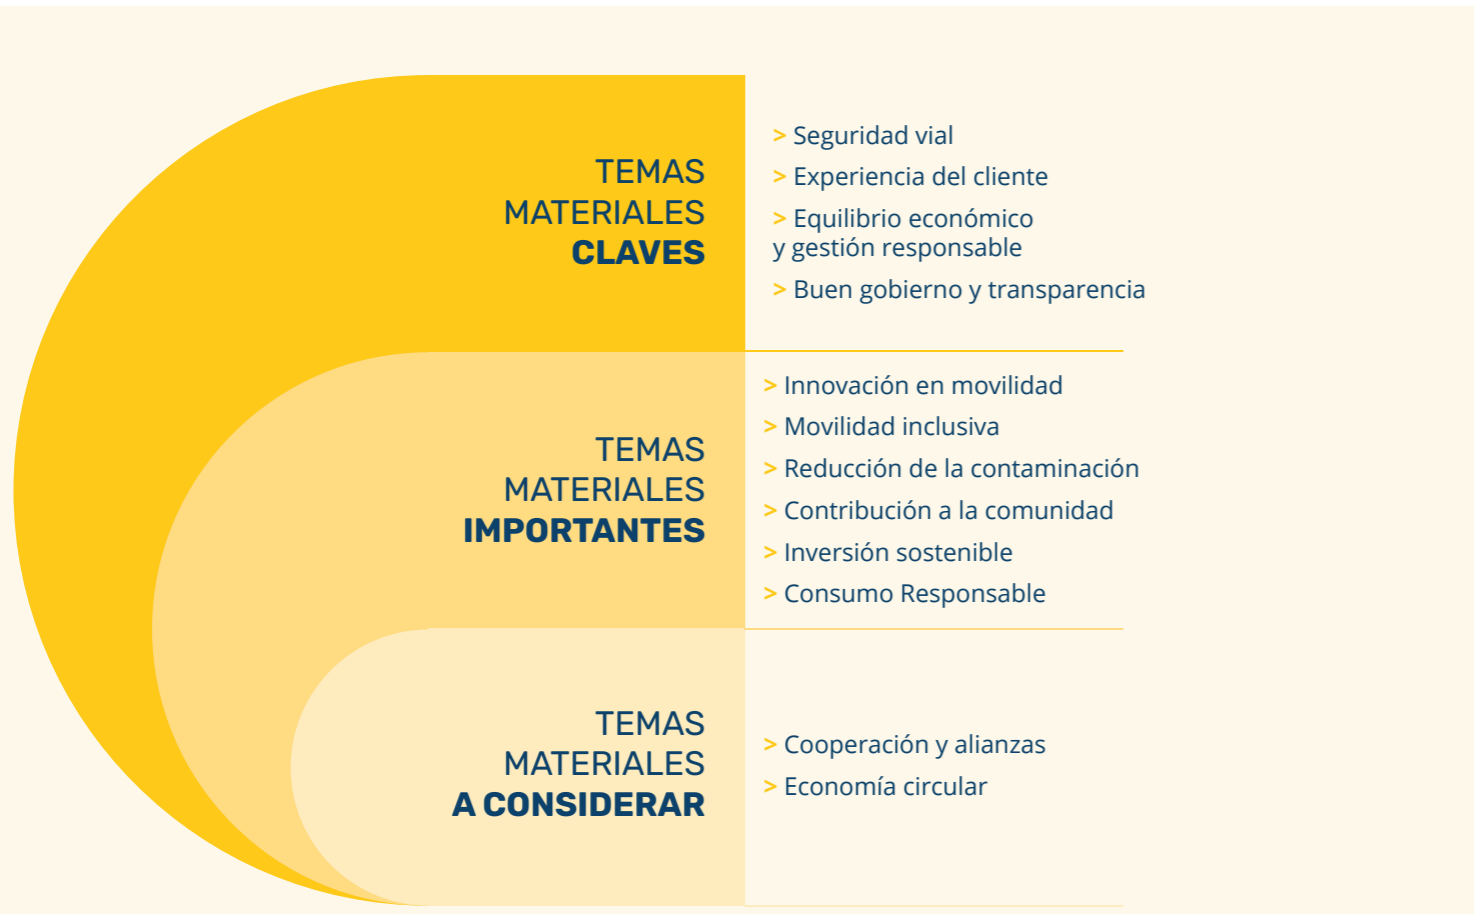 TEMAS
MATERIALES
CLAVES
> Seguridad vial
> Experiencia del cliente
> Equilibrio económico
y gestión responsable
> Buen gobierno y transparencia
TEMAS
MATERIALES
IMPORTANTES
> Innovación en movilidad
> Movilidad inclusiva
> Reducción de la contaminación
> Contribución a la comunidad
> Inversión sostenible
> Consumo Responsable
TEMAS
MATERIALES
A CONSIDERAR
> Cooperación y alianzas
> Economía circular